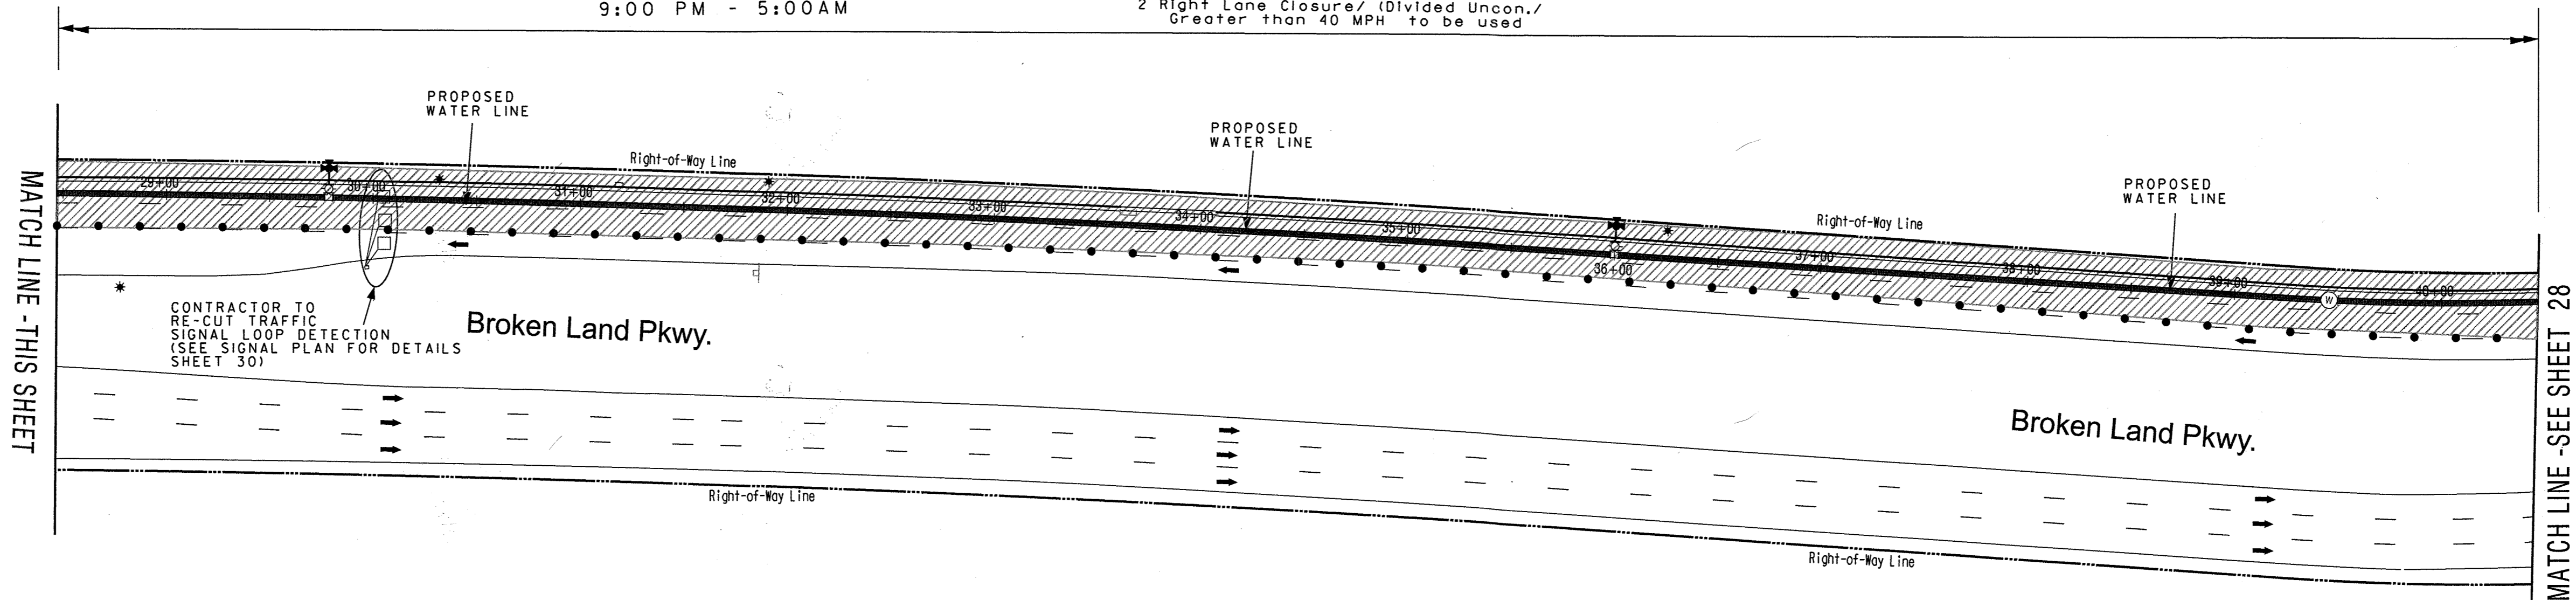 9:00 PM - 5:00AM
2 Right Lane Closure/ (Divided Uncon./
Greater than 40 MPH to be used
PROPOSED
WATER LINE
PROPOSED
WATER LINE
PROPOSED
WATER LINE
Right-of-Way Line
Right-of-Way Line
29+00
30+00
31+00
32+00
33+00
34+00
35+00
36+00
37+00
38+00
39+00
40+00
W
CONTRACTOR TO
RE-CUT TRAFFIC
SIGNAL LOOP DETECTION
(SEE SIGNAL PLAN FOR DETAILS
SHEET 30)
Broken Land Pkwy.
Broken Land Pkwy.
Right-of-Way Line
Right-of-Way Line
MATCH LINE -THIS SHEET
MATCH LINE -SEE SHEET 28